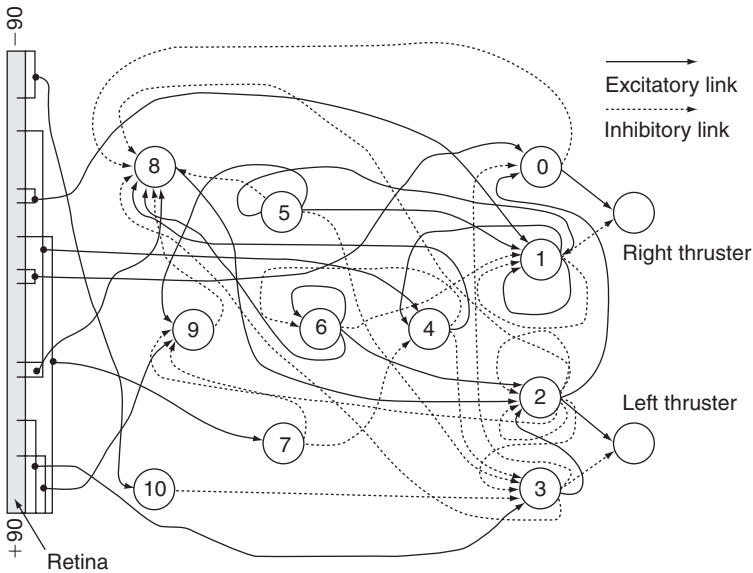 −90
Excitatory link
Inhibitory link
8
0
5
Right thruster
1
9
6
4
2
Left thruster
7
10
3
+90
Retina